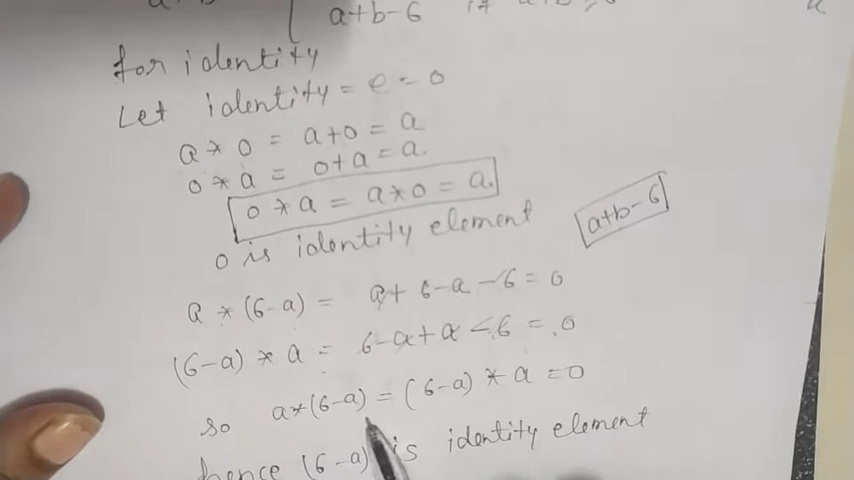 a+b-6 if
for identity
Let identity = e = 0
a * 0 = a+0 = a
0 * a = 0+a = a.
0 * a = a * 0 = a.
0 is identity element
a+b-6
a * (6-a) = a+ 6-a -6 = 0
(6-a) * a = 6-a+a <6 = .0
so a*(6-a) = (6-a) * a = 0
hence (6-a) is identity element